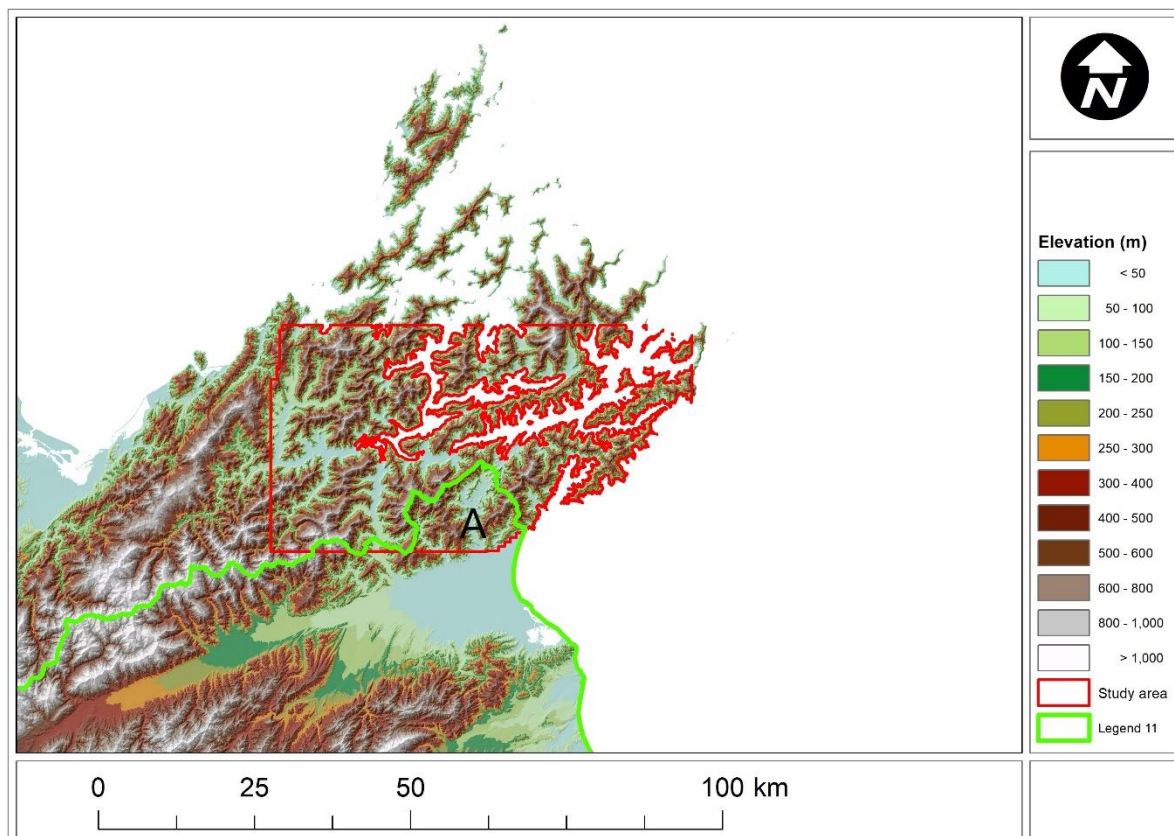 N
A
Elevation (m)
< 50
50 - 100
100 - 150
150 - 200
200 - 250
250 - 300
300 - 400
400 - 500
500 - 600
600 - 800
800 - 1,000
> 1,000
Study area
Legend 11
0 25 50 100 km